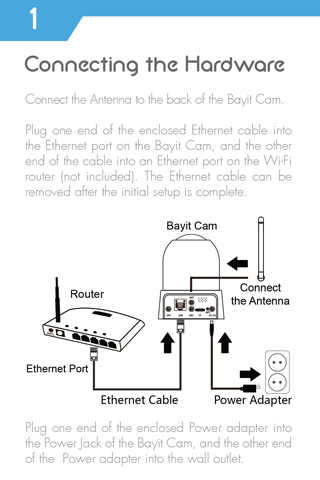 1
Connecting the Hardware
Connect the Antenna to the back of the Bayit Cam.
Plug one end of the enclosed Ethernet cable into
the Ethernet port on the Bayit Cam, and the other
end of the cable into an Ethernet port on the Wi-Fi
router (not included). The Ethernet cable can be
removed after the initial setup is complete.
Bayit Cam
Connect
the Antenna
Router
Ethernet Port
Ethernet Cable
Power Adapter
Plug one end of the enclosed Power adapter into
the Power Jack of the Bayit Cam, and the other end
of the Power adapter into the wall outlet.